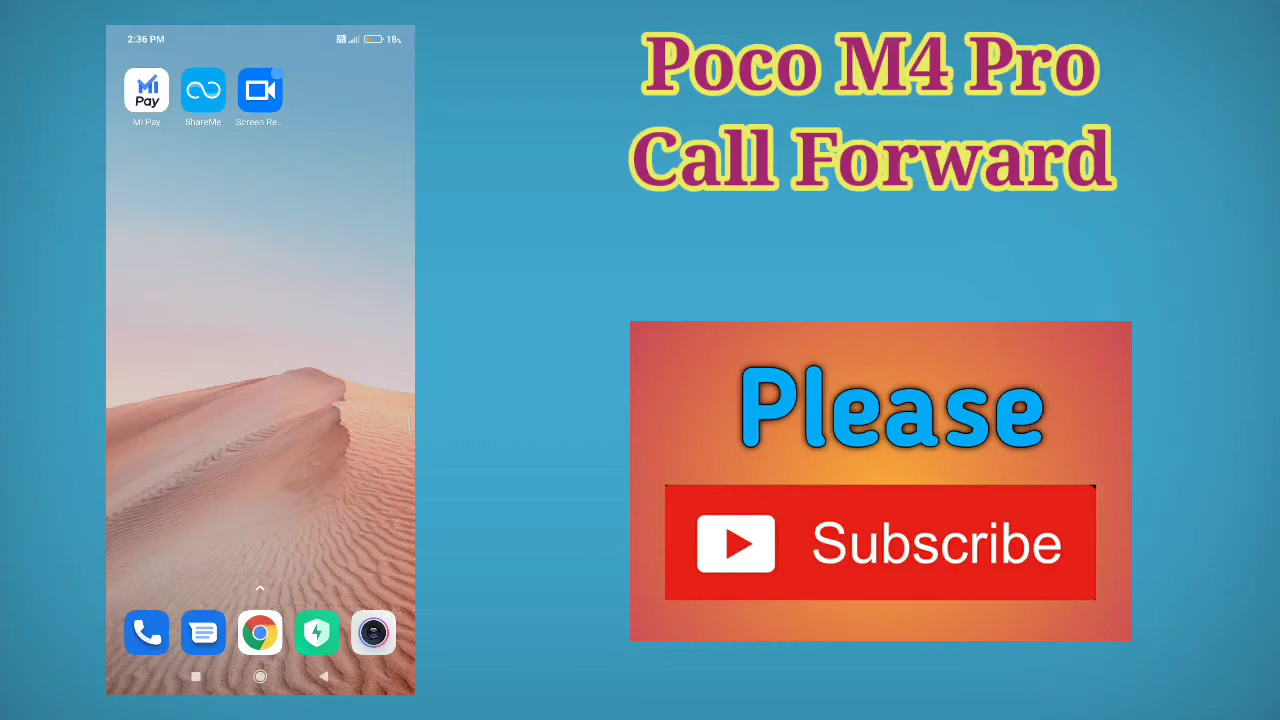 2:36 PM
18%
Mi
Pay
Mi Pay
ShareMe
Screen Re..
Poco M4 Pro
Call Forward
Please
Subscribe